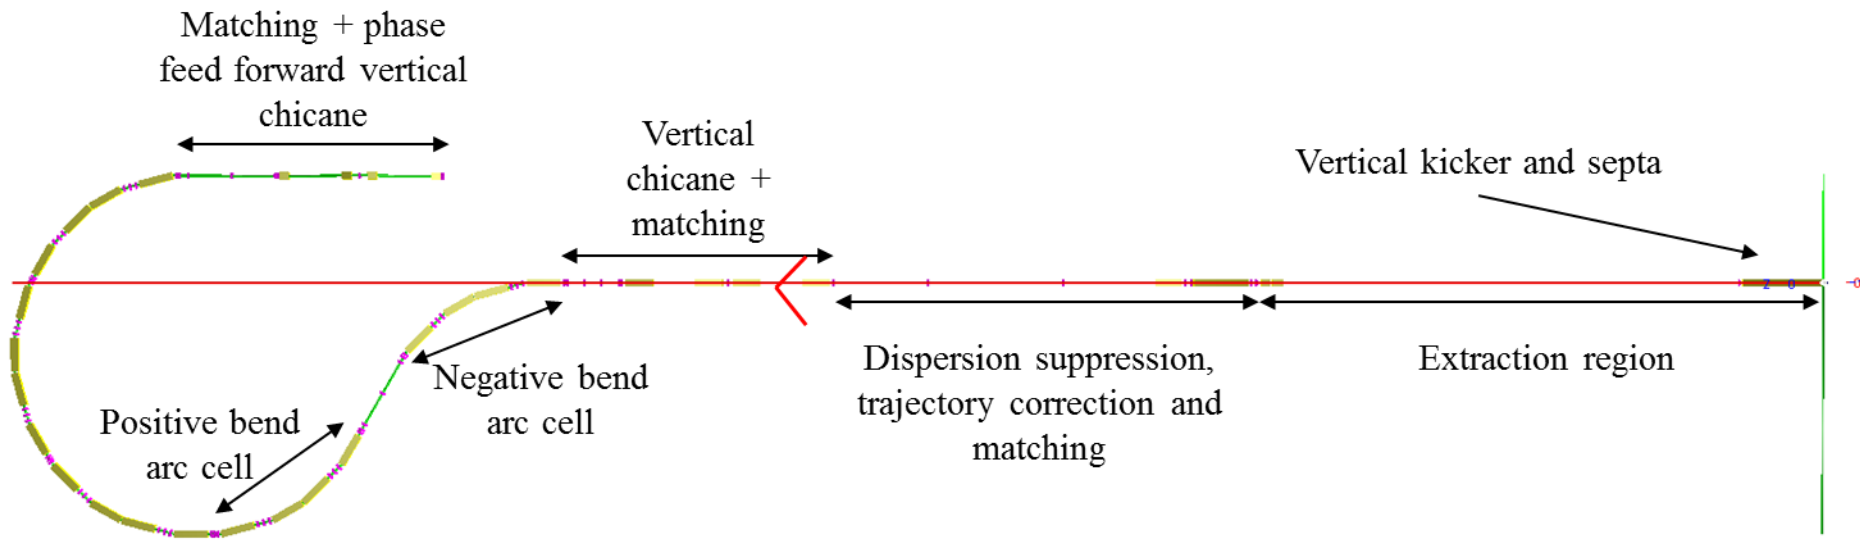 Matching + phase
feed forward vertical
chicane
Vertical
chicane +
matching
Vertical kicker and septa
Z 0
Negative bend
arc cell
Positive bend
arc cell
Dispersion suppression,
trajectory correction and
matching
Extraction region